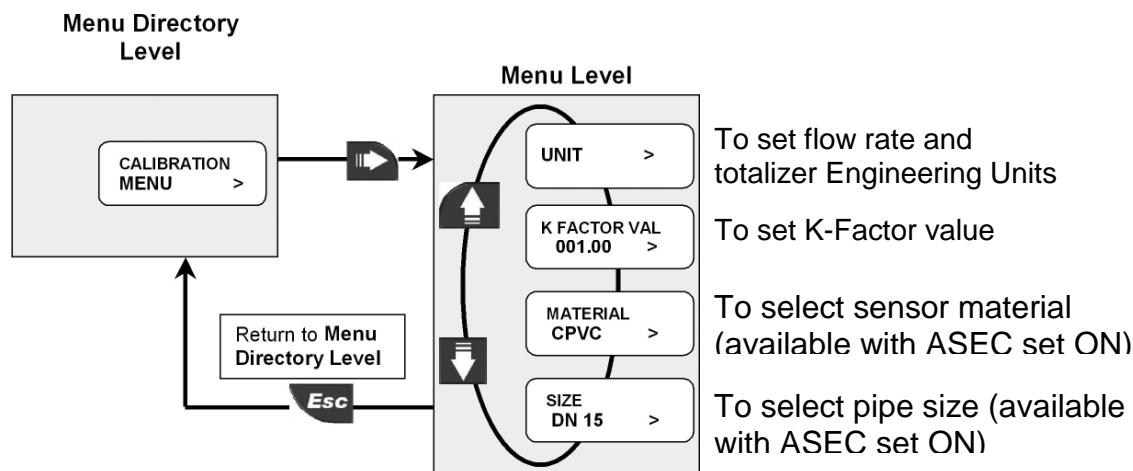 Menu Directory
Level
Menu Level
CALIBRATION
MENU >
UNIT >
To set flow rate and
totalizer Engineering Units
K FACTOR VAL
001.00 >
To set K-Factor value
MATERIAL
CPVC >
To select sensor material
(available with ASEC set ON)
Return to Menu
Directory Level
Esc
SIZE
DN 15 >
To select pipe size (available
with ASEC set ON)